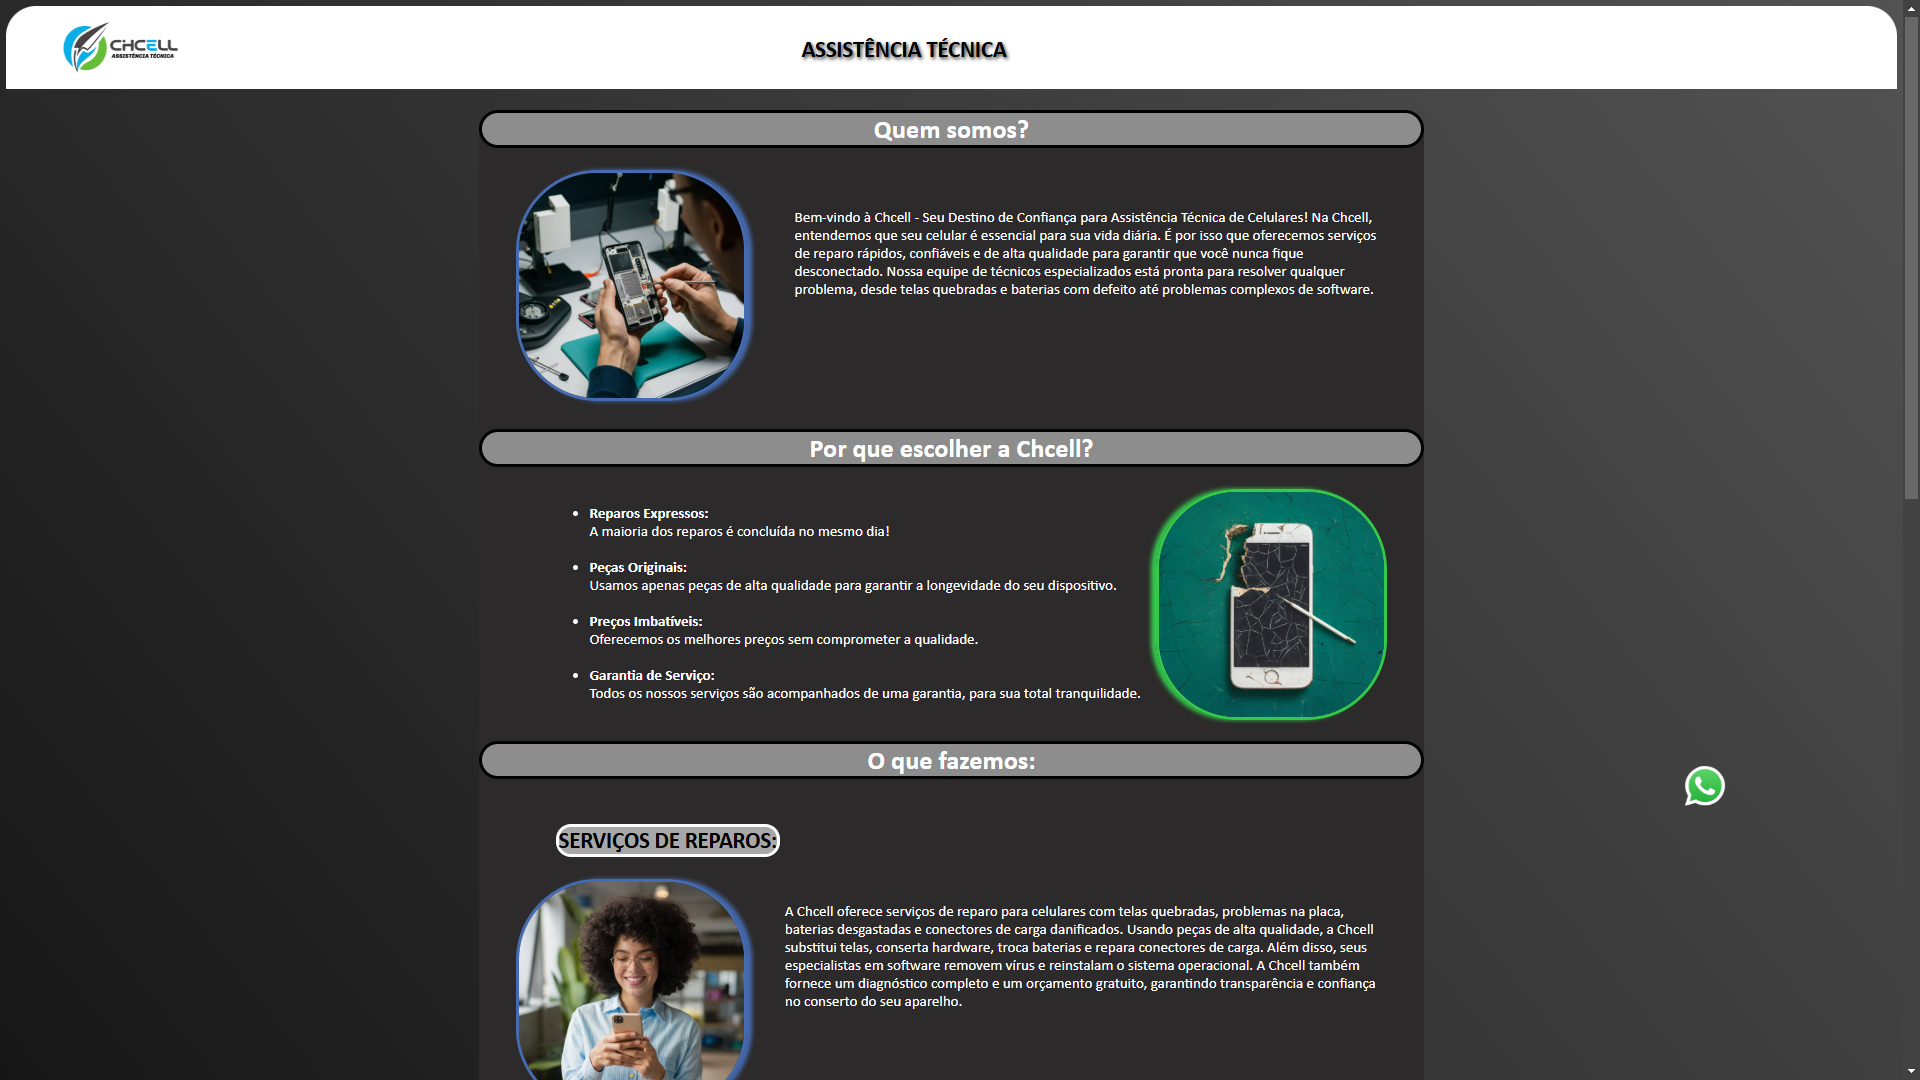 CHCELL
ASSISTÊNCIA TÉCNICA
ASSISTÊNCIA TÉCNICA
Quem somos?
Bem-vindo à Chcell - Seu Destino de Confiança para Assistência Técnica de Celulares! Na Chcell,
entendemos que seu celular é essencial para sua vida diária. É por isso que oferecemos serviços
de reparo rápidos, confiáveis e de alta qualidade para garantir que você nunca fique
desconectado. Nossa equipe de técnicos especializados está pronta para resolver qualquer
problema, desde telas quebradas e baterias com defeito até problemas complexos de software.
Por que escolher a Chcell?
• Reparos Expressos:
A maioria dos reparos é concluída no mesmo dia!
• Peças Originais:
Usamos apenas peças de alta qualidade para garantir a longevidade do seu dispositivo.
• Preços Imbatíveis:
Oferecemos os melhores preços sem comprometer a qualidade.
• Garantia de Serviço:
Todos os nossos serviços são acompanhados de uma garantia, para sua total tranquilidade.
O que fazemos:
SERVIÇOS DE REPAROS:
A Chcell oferece serviços de reparo para celulares com telas quebradas, problemas na placa,
baterias desgastadas e conectores de carga danificados. Usando peças de alta qualidade, a Chcell
substitui telas, conserta hardware, troca baterias e repara conectores de carga. Além disso, seus
especialistas em software removem vírus e reinstalam o sistema operacional. A Chcell também
fornece um diagnóstico completo e um orçamento gratuito, garantindo transparência e confiança
no conserto do seu aparelho.